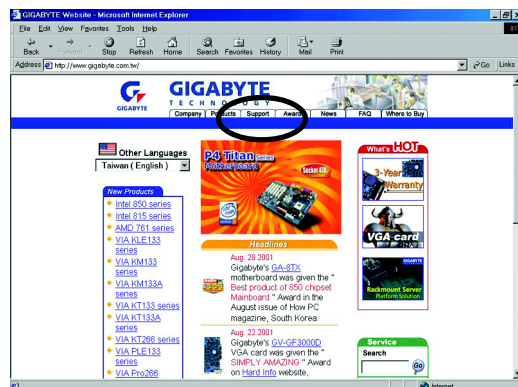 GIGABYTE Website - Microsoft Internet Explorer
File Edit View Favorites Tools Help
Back Forward Stop Refresh Home Search Favorites History Mail Print
Address http://www.gigabyte.com.tw/ Go Links
GIGABYTE
GIGABYTE
TECHNOLOGY
Company Products Support Award News FAQ Where to Buy
Other Languages
Taiwan ( English )
New Products
Intel 850 series
Intel 815 series
AMD 761 series
VIA KLE133 series
VIA KM133 series
VIA KM133A series
VIA KT133 series
VIA KT133A series
VIA KT266 series
VIA PLE133 series
VIA Pro266
P4 Titan Series
Motherboard
Socket 478
Headlines
Aug. 28 2001
Gigabyte's GA-8TX
motherboard was given the "
Best product of 850 chipset
Mainboard " Award in the
August issue of How PC
magazine, South Korea.
Aug. 22 2001
Gigabyte's GV-GF3000D
VGA card was given the "
SIMPLY AMAZING " Award
on Hard Info website.
What's HOT
3-Year
Warranty
VGA card
GIGABYTE
Rackmount Server
Platform Solution
Service
Search
Go
Internet